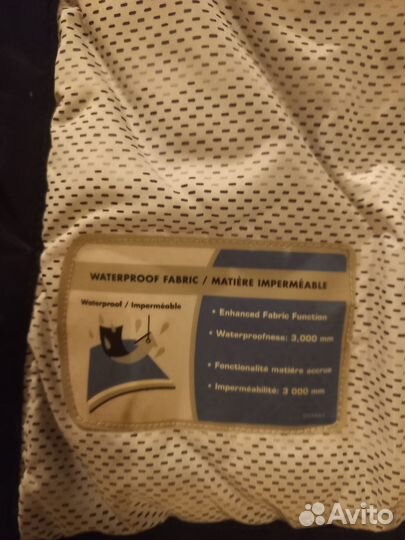 WATERPROOF FABRIC / MATIÈRE IMPERMÉABLE
Waterproof / Imperméable
• Enhanced Fabric Function
• Waterproofness: 3,000 mm
• Fonctionalité matière accrue
• Imperméabilité: 3 000 mm
Avito